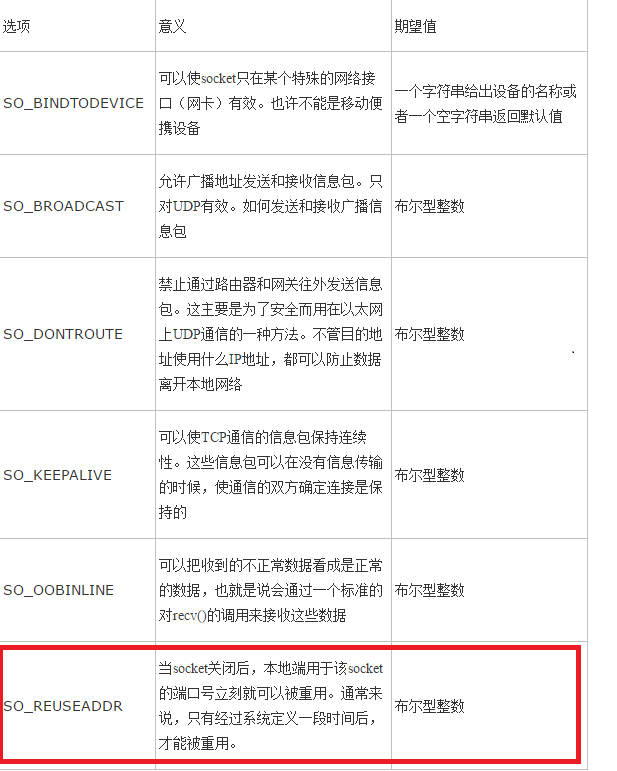 选项 意义 期望值
SO_BINDTODEVICE
可以使socket只在某个特殊的网络接
口（网卡）有效。也许不能是移动便
携设备
一个字符串给出设备的名称或
者一个空字符串返回默认值
SO_BROADCAST
允许广播地址发送和接收信息包。只
对UDP有效。如何发送和接收广播信
息包
布尔型整数
SO_DONTROUTE
禁止通过路由器和网关往外发送信息
包。这主要是为了安全而用在以太网
上UDP通信的一种方法。不管目的地
址使用什么IP地址，都可以防止数据
离开本地网络
布尔型整数
SO_KEEPALIVE
可以使TCP通信的信息包保持连续
性。这些信息包可以在没有信息传输
的时候，使通信的双方确定连接是保
持的
布尔型整数
SO_OOBINLINE
可以把收到的不正常数据看成是正常
的数据，也就是说会通过一个标准的
对recv()的调用来接收这些数据
布尔型整数
SO_REUSEADDR
当socket关闭后，本地端用于该socket
的端口号立刻就可以被重用。通常来
说，只有经过系统定义一段时间后，
才能被重用。
布尔型整数